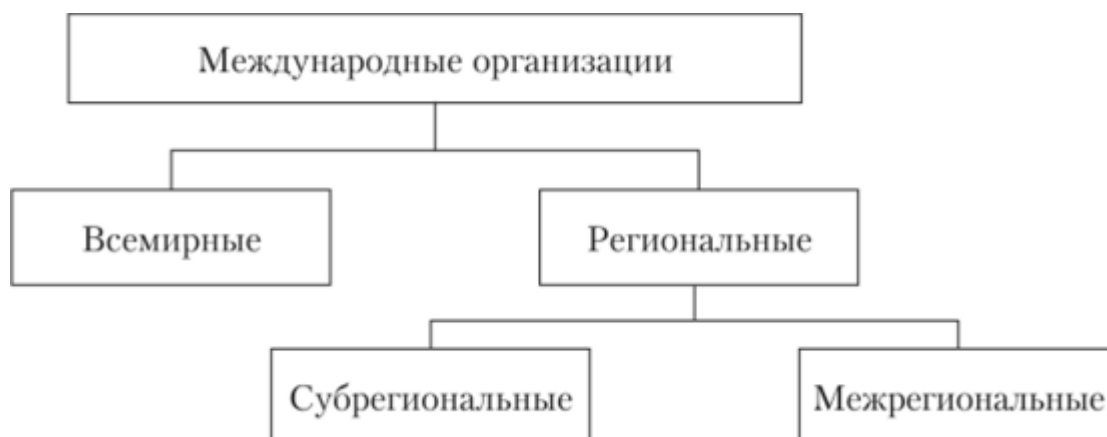 Международные организации
Всемирные
Региональные
Субрегиональные
Межрегиональные